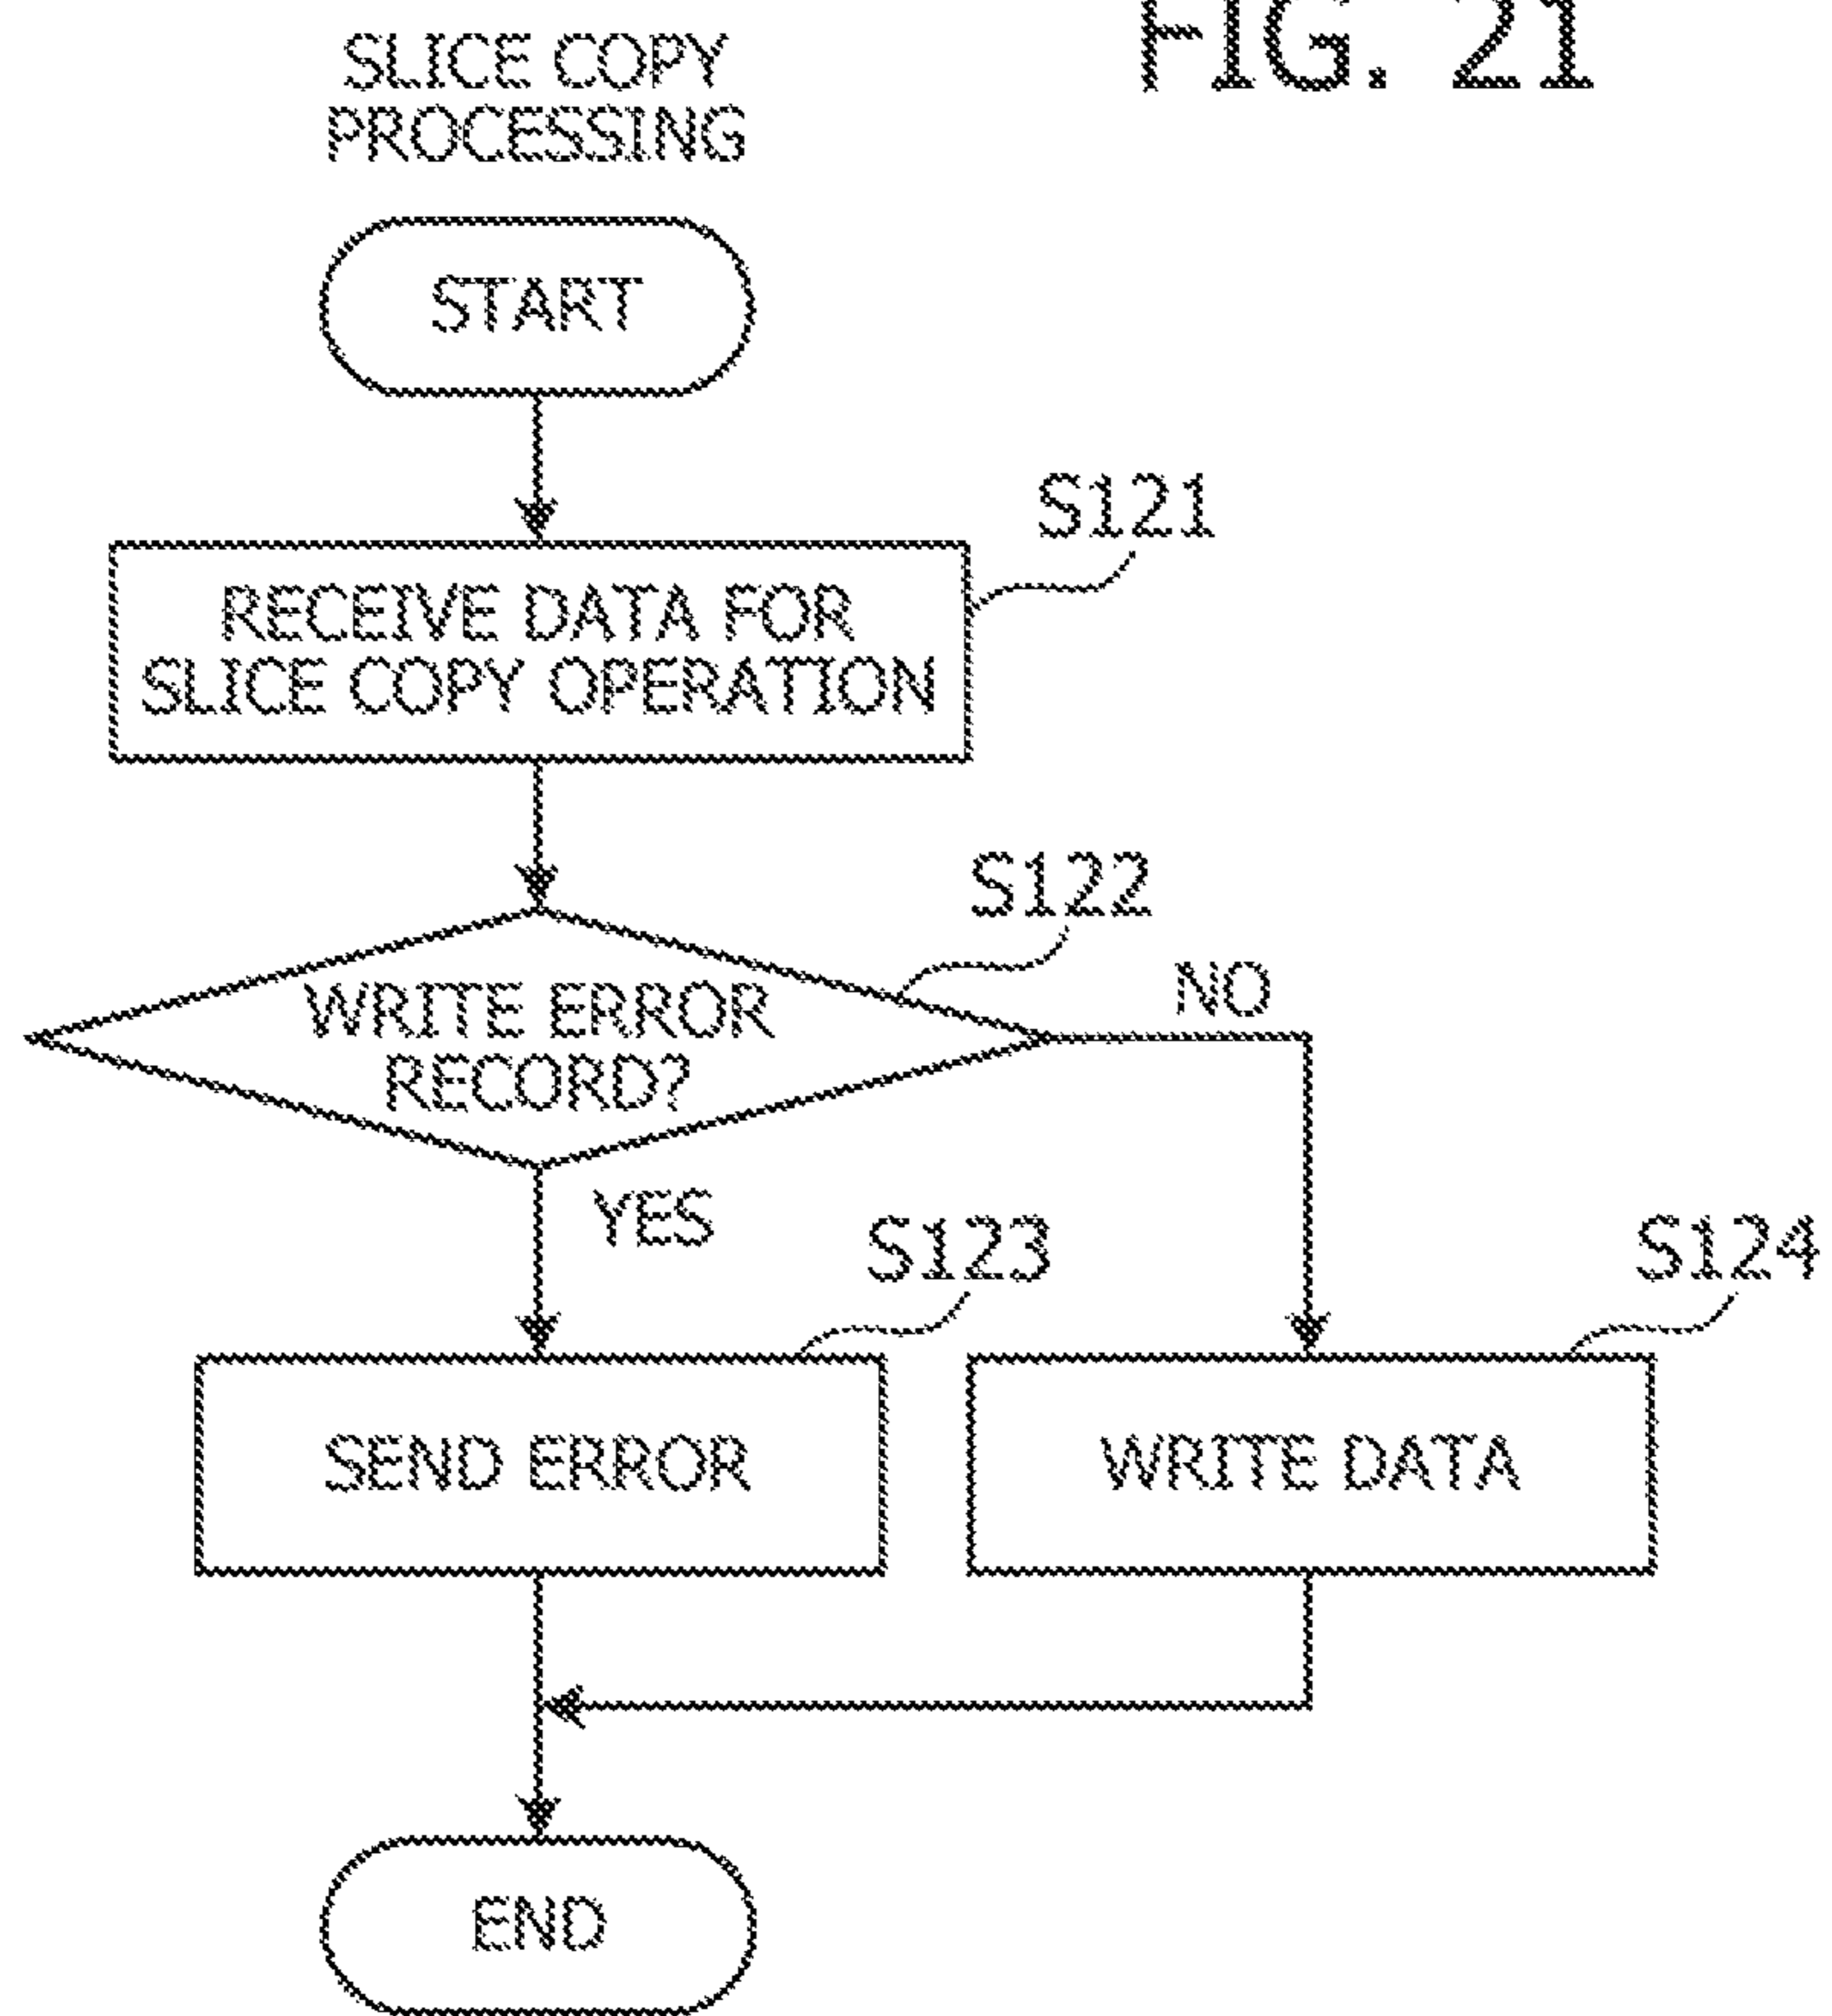 FIG. 21
SLICE COPY
PROCESSING
START
S121
RECEIVE DATA FOR
SLICE COPY OPERATION
S122
WRITE ERROR
RECORD?
NO
YES
S123
S124
SEND ERROR
WRITE DATA
END